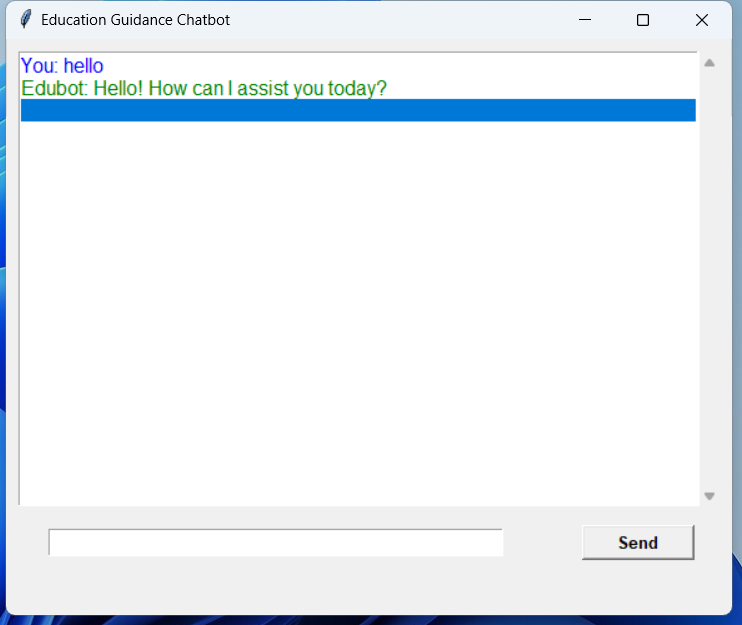 Education Guidance Chatbot
You: hello
Edubot: Hello! How can I assist you today?
Send